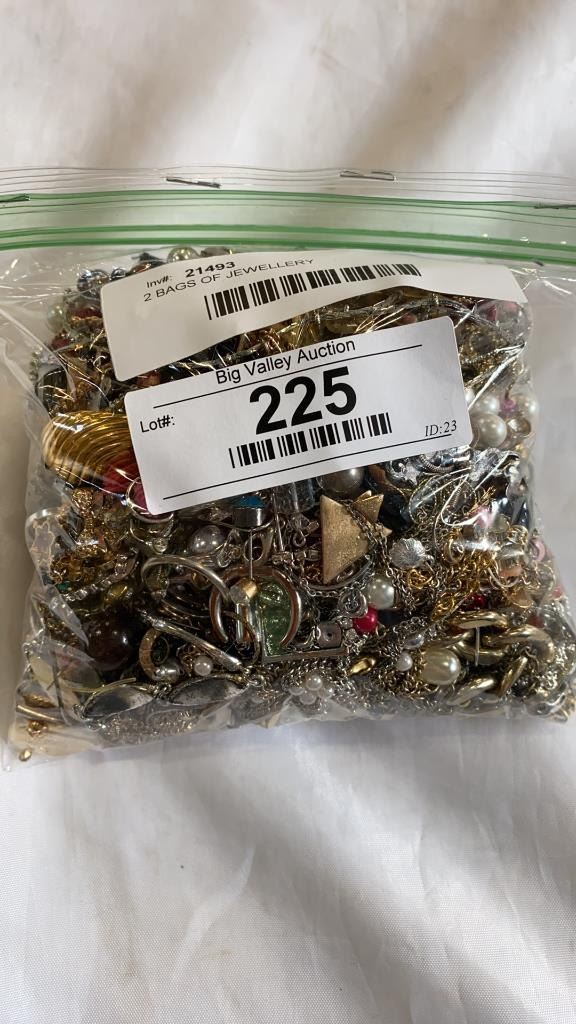 Inv#: 21493
2 BAGS OF JEWELLERY
Big Valley Auction
Lot#: 225
ID:23